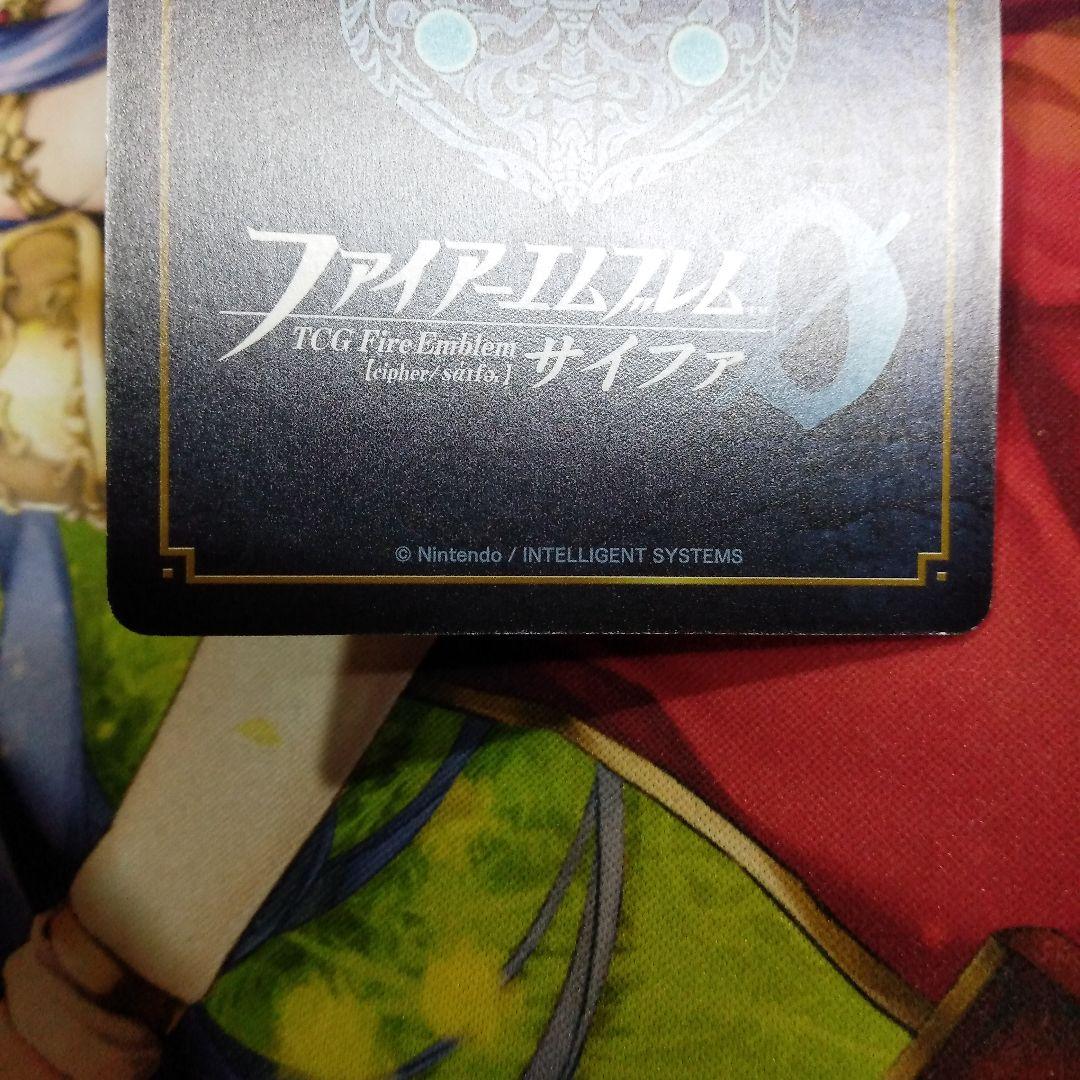 ファイアーエムブレム
TCG Fire Emblem
サイファ
[cipher/sάɪfɚ]
© Nintendo / INTELLIGENT SYSTEMS